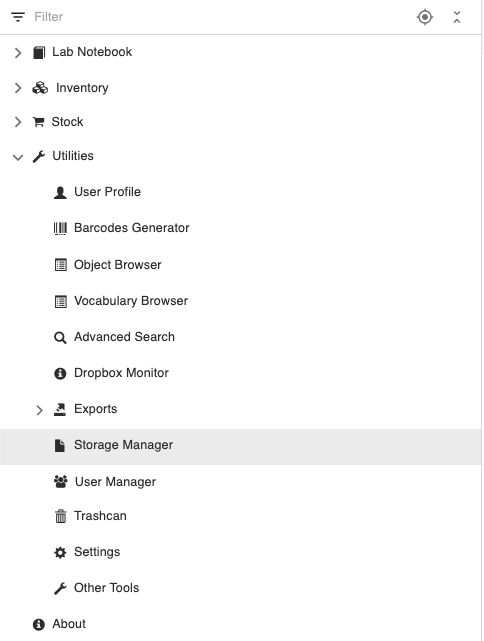 Filter
Lab Notebook
Inventory
Stock
Utilities
User Profile
Barcodes Generator
Object Browser
Vocabulary Browser
Advanced Search
Dropbox Monitor
Exports
Storage Manager
User Manager
Trashcan
Settings
Other Tools
About